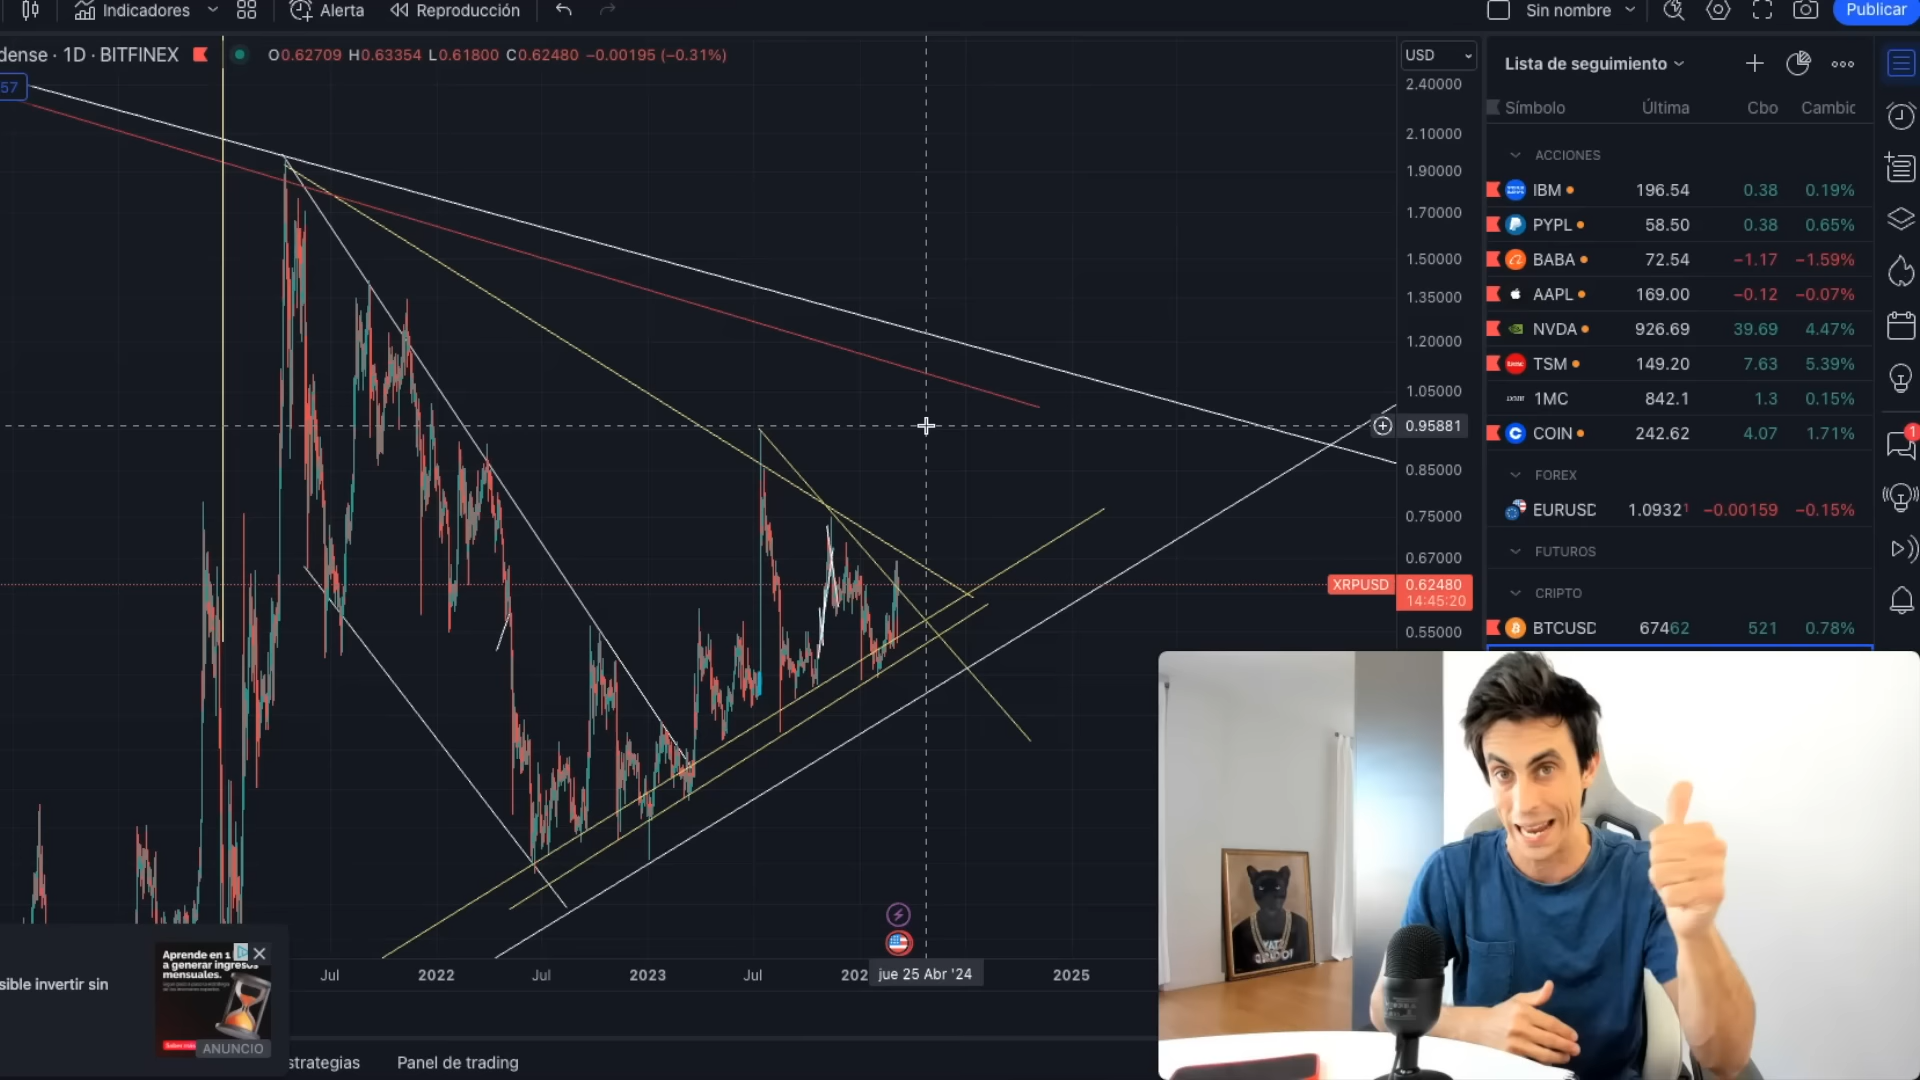 Indicadores
Alerta
Reproducción
Sin nombre
Publicar
dense · 1D · BITFINEX
O0.62709 H0.63354 L0.61800 C0.62480 −0.00195 (−0.31%)
57
USD
2.40000
2.10000
1.90000
1.70000
1.50000
1.35000
1.20000
1.05000
0.95881
0.85000
0.75000
0.67000
XRPUSD 0.62480
14:45:20
0.55000
Lista de seguimiento
Símbolo Última Cbo Cambic
ACCIONES
IBM 196.54 0.38 0.19%
PYPL 58.50 0.38 0.65%
BABA 72.54 −1.17 −1.59%
AAPL 169.00 −0.12 −0.07%
NVDA 926.69 39.69 4.47%
TSM 149.20 7.63 5.39%
1MC 842.1 1.3 0.15%
COIN 242.62 4.07 1.71%
FOREX
EURUSD 1.0932¹ −0.00159 −0.15%
FUTUROS
CRIPTO
BTCUSD 67462 521 0.78%
1
Jul 2022 Jul 2023 Jul 202 jue 25 Abr '24 2025
sible invertir sin
Aprende en 1
a generar ingresos
mensuales.
ANUNCIO
strategias
Panel de trading